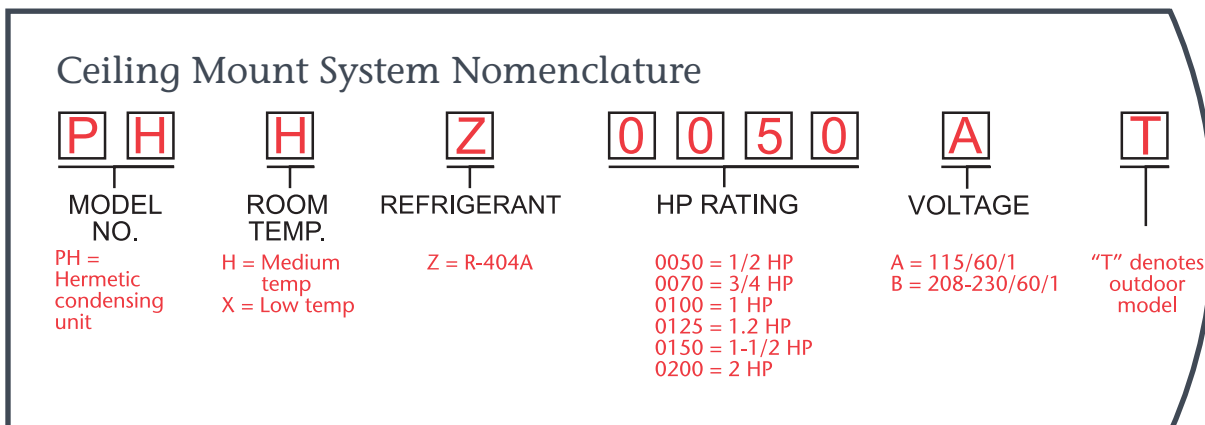 Ceiling Mount System Nomenclature
P H H Z 0 0 5 0 A T
MODEL NO.
PH =
Hermetic
condensing
unit
ROOM
TEMP.
H = Medium
temp
X = Low temp
REFRIGERANT
Z = R-404A
HP RATING
0050 = 1/2 HP
0070 = 3/4 HP
0100 = 1 HP
0125 = 1.2 HP
0150 = 1-1/2 HP
0200 = 2 HP
VOLTAGE
A = 115/60/1
B = 208-230/60/1
“T” denotes
outdoor
model